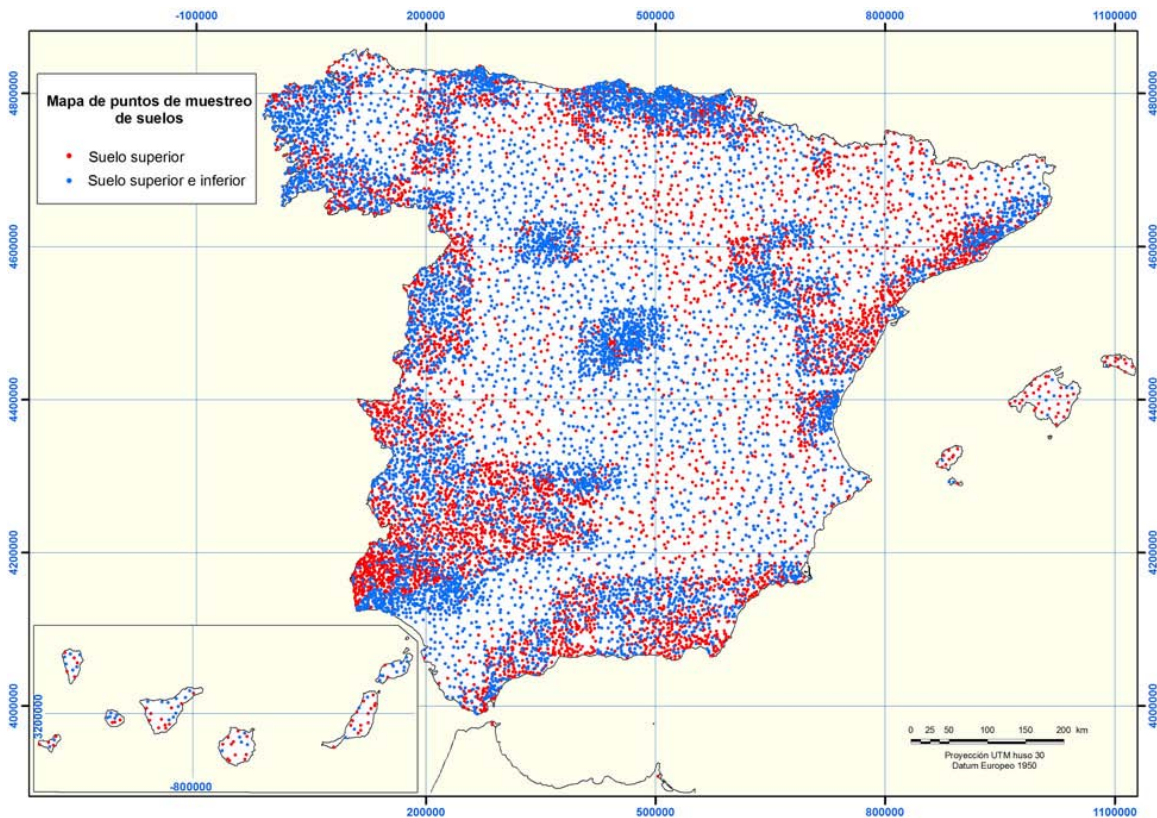 -100000 200000 500000 800000 1100000
Mapa de puntos de muestreo
de suelos
Suelo superior
Suelo superior e inferior
4800000 4800000
4600000 4600000
4400000 4400000
4200000 4200000
4000000 4000000
3200000
-800000
0 25 50 100 150 200 km
Proyección UTM huso 30
Datum Europeo 1950
200000 500000 800000 1100000